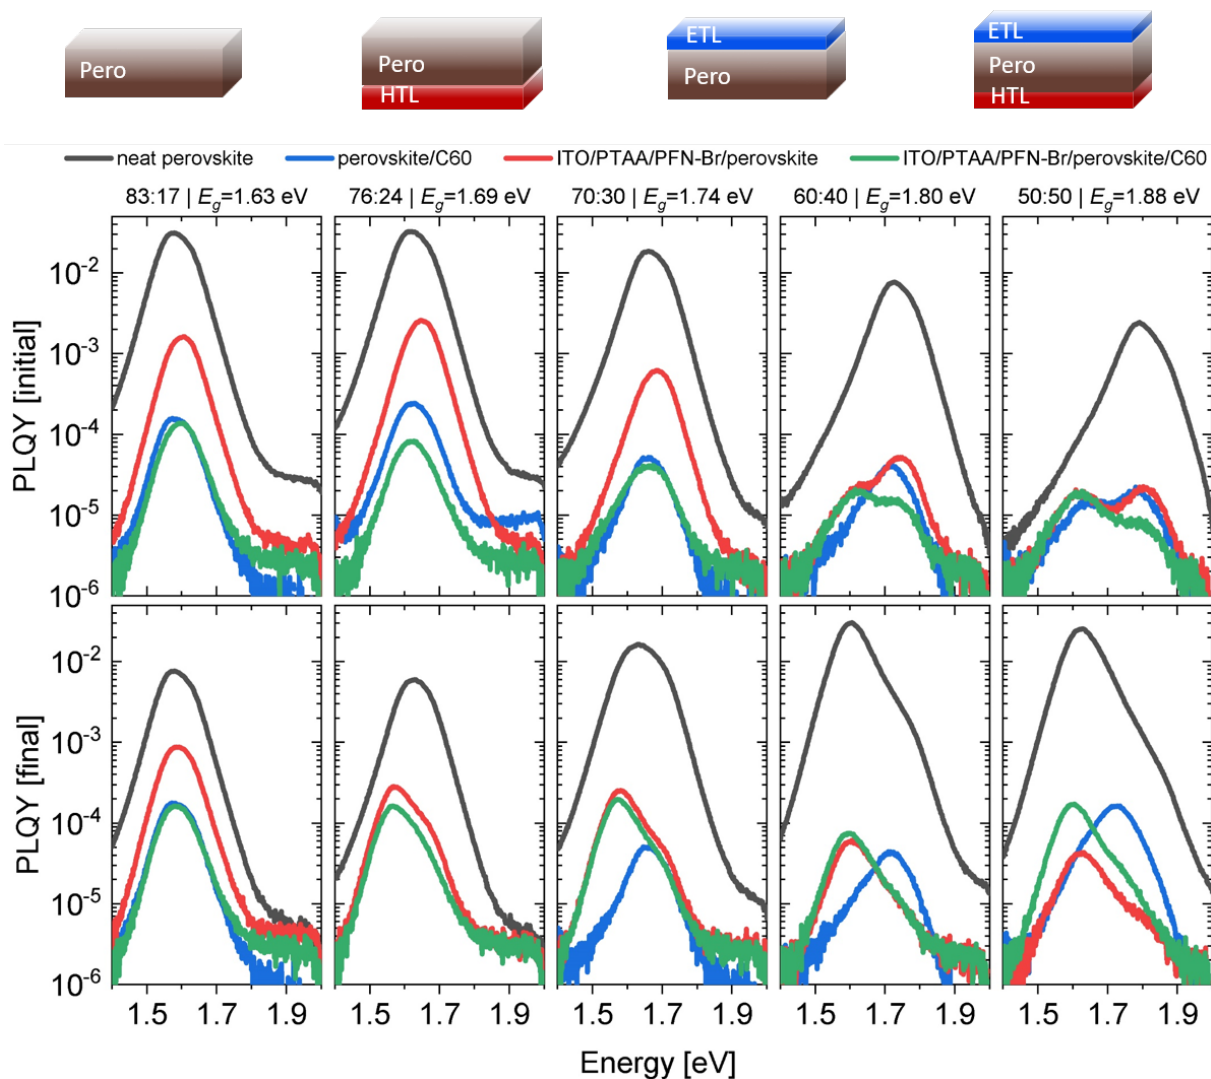 Pero
Pero
HTL
ETL
Pero
ETL
Pero
HTL
neat perovskite perovskite/C60 ITO/PTAA/PFN-Br/perovskite ITO/PTAA/PFN-Br/perovskite/C60
83:17 | Eg=1.63 eV 76:24 | Eg=1.69 eV 70:30 | Eg=1.74 eV 60:40 | Eg=1.80 eV 50:50 | Eg=1.88 eV
PLQY [initial]
10-2
10-3
10-4
10-5
10-6
PLQY [final]
10-2
10-3
10-4
10-5
10-6
1.5 1.7 1.9 1.5 1.7 1.9 1.5 1.7 1.9 1.5 1.7 1.9 1.5 1.7 1.9
Energy [eV]